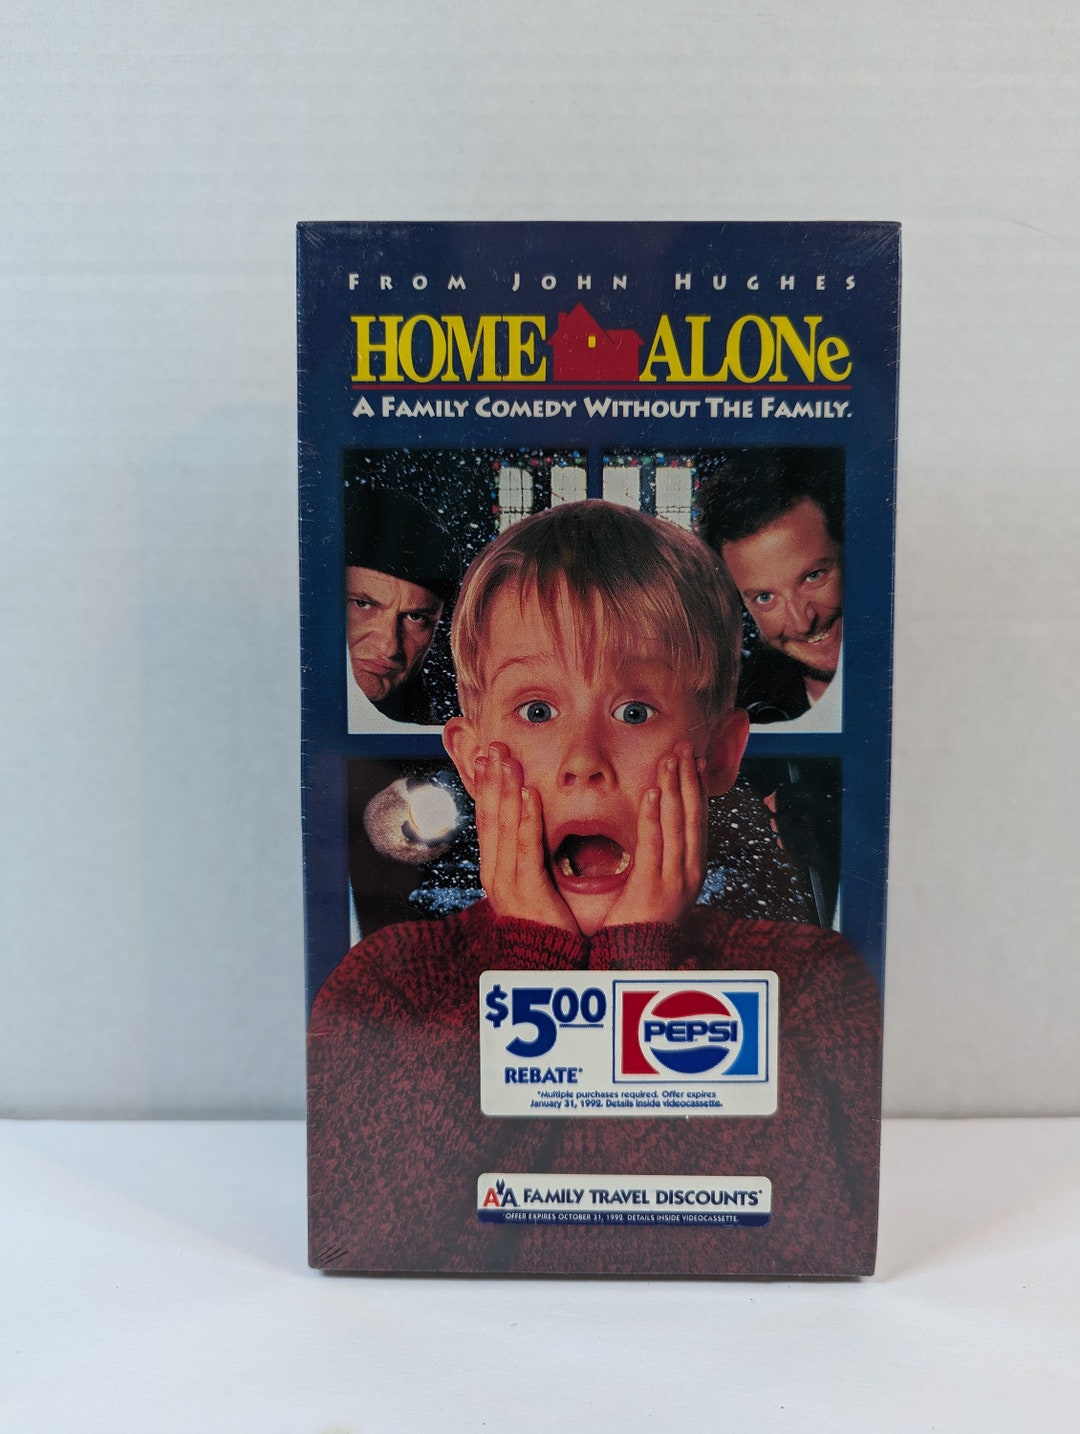 FROM JOHN HUGHES
HOME ALONe
A FAMILY COMEDY WITHOUT THE FAMILY.
$5.00
REBATE*
PEPSI
*Multiple purchases required. Offer expires
January 31, 1992. Details inside videocassette.
AA FAMILY TRAVEL DISCOUNTS*
*OFFER EXPIRES OCTOBER 31, 1992. DETAILS INSIDE VIDEOCASSETTE.